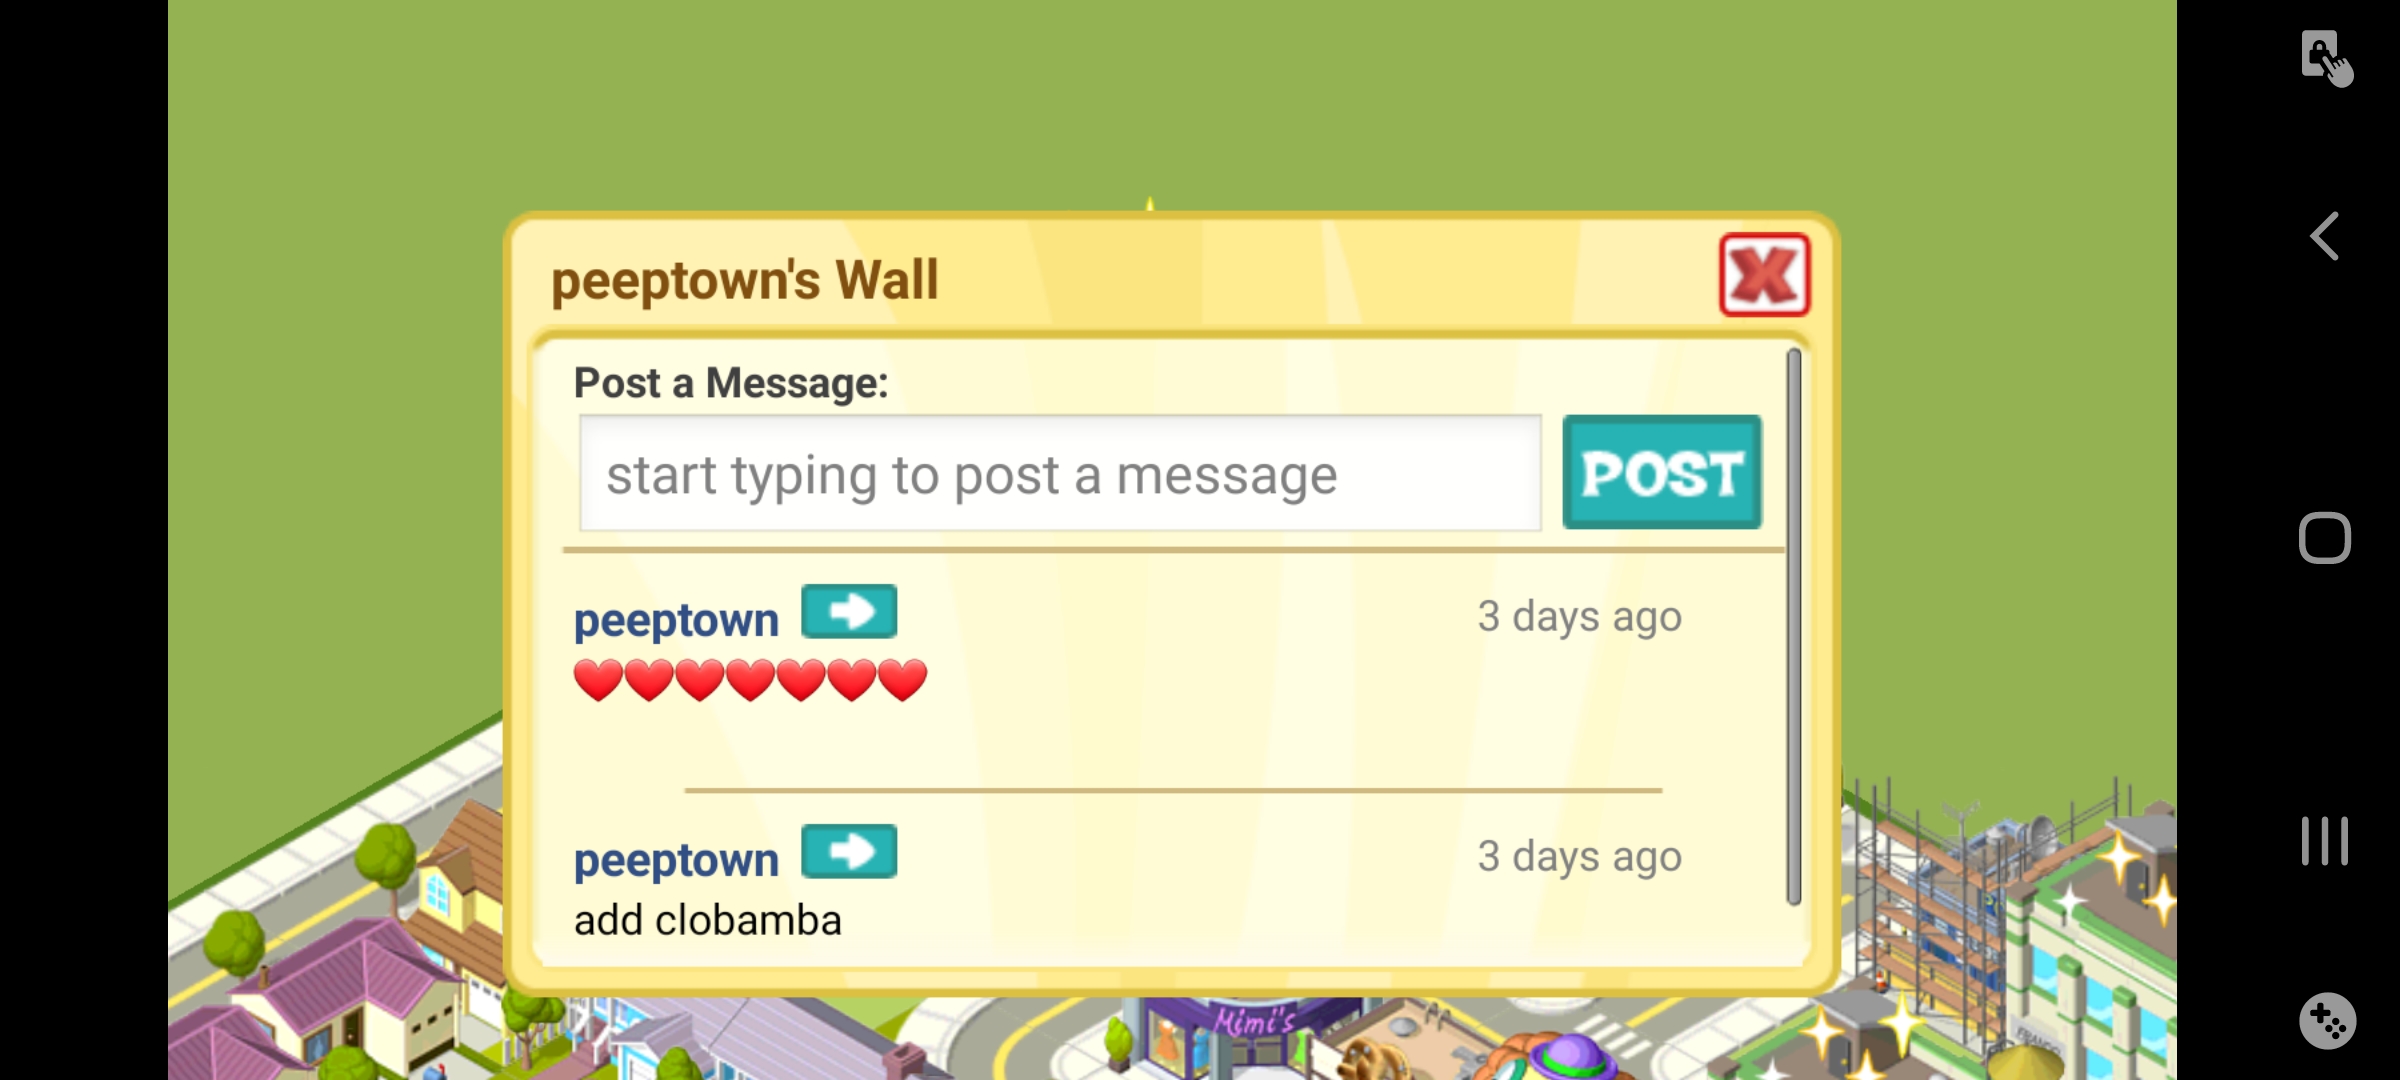 peeptown's Wall
Post a Message:
start typing to post a message
POST
peeptown
3 days ago
❤️❤️❤️❤️❤️❤️❤️
peeptown
3 days ago
add clobamba
Mimi's